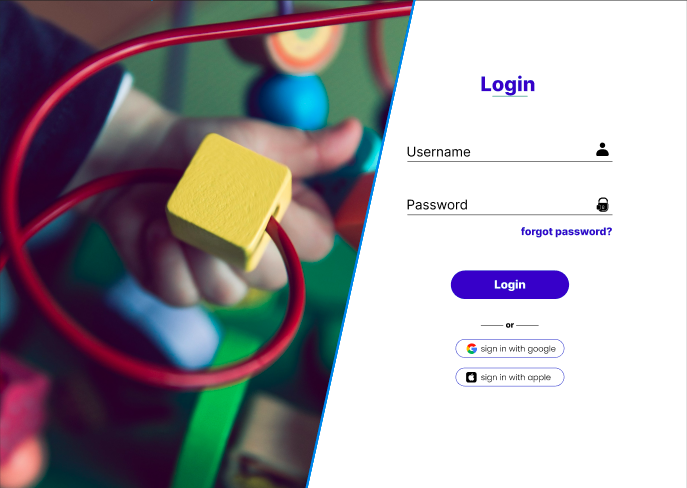 Login
Username
Password
forgot password?
Login
or
sign in with google
sign in with apple